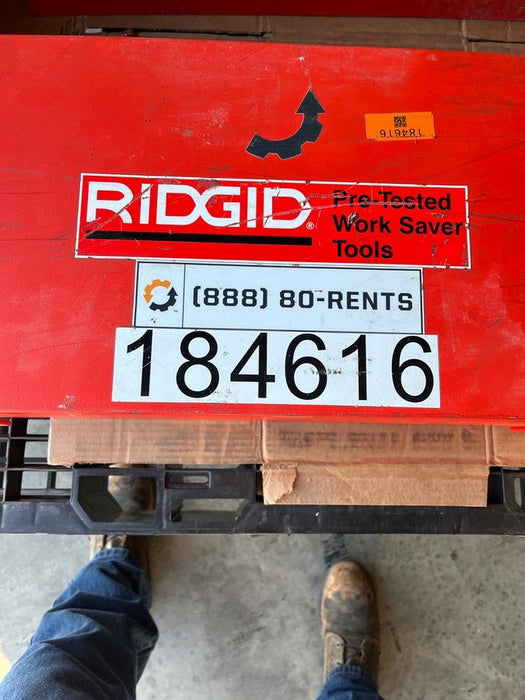 184616
RIDGID®
Pre-Tested
Work Saver
Tools
(888) 80-RENTS
184616